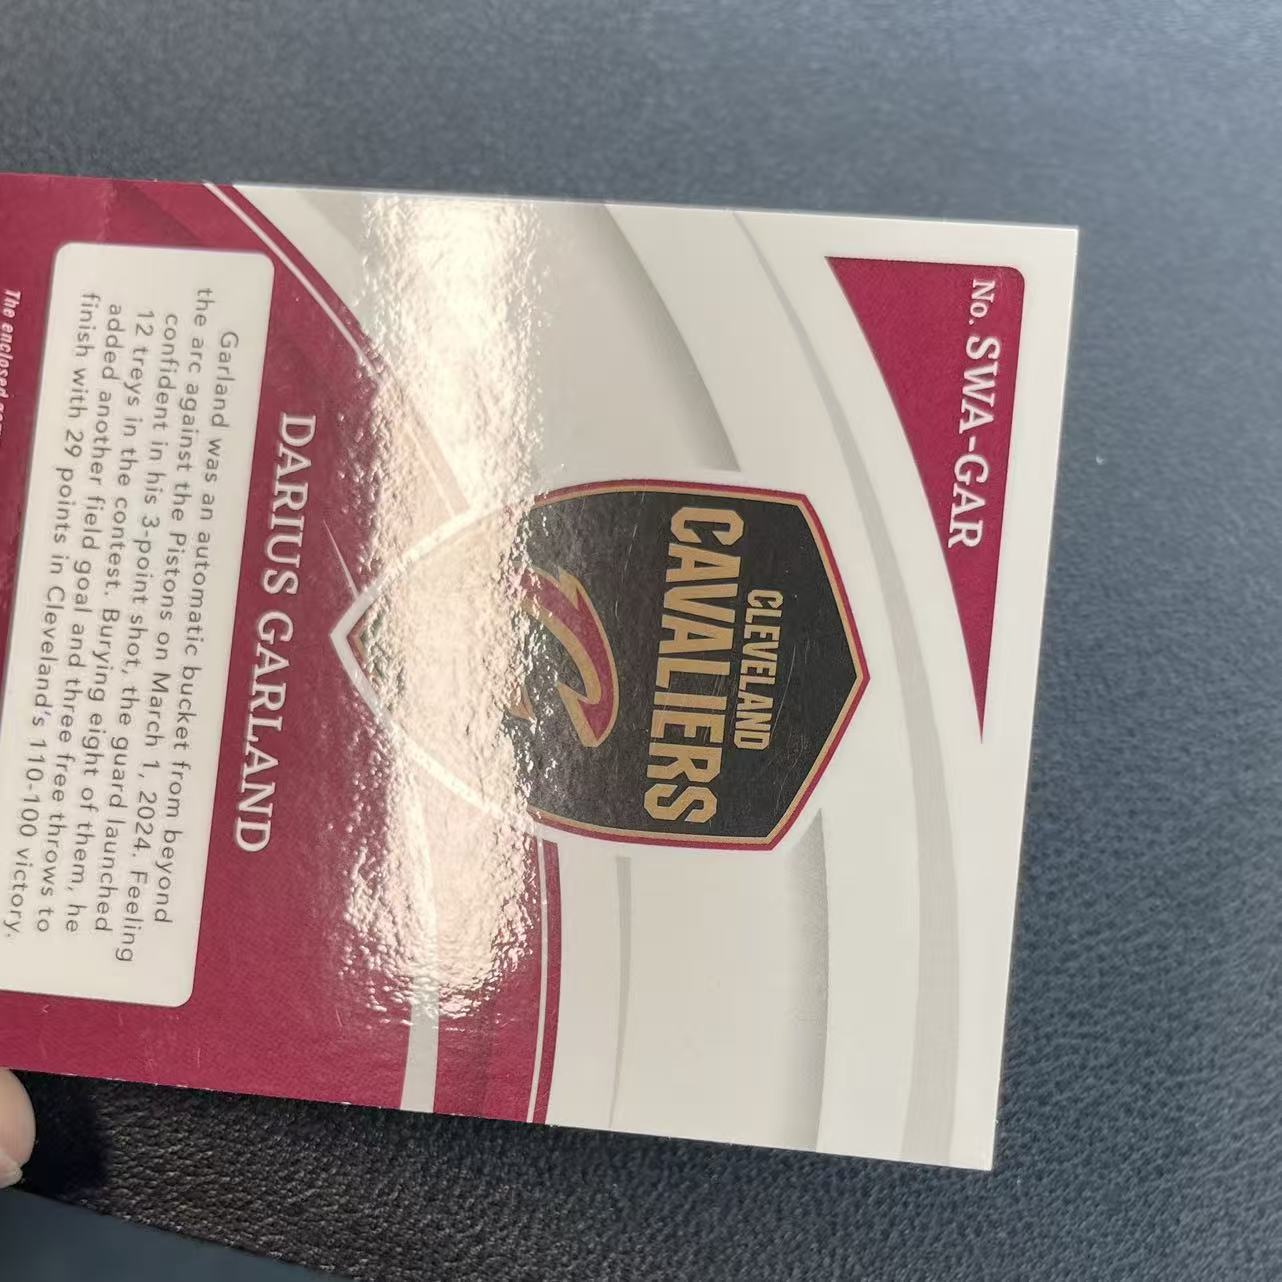 No. SWA-GAR
CLEVELAND
CAVALIERS
DARIUS GARLAND
Garland was an automatic bucket from beyond
the arc against the Pistons on March 1, 2024. Feeling
confident in his 3-point shot, the guard launched
12 treys in the contest. Burying eight of them, he
added another field goal and three free throws to
finish with 29 points in Cleveland's 110-100 victory.
The enclosed